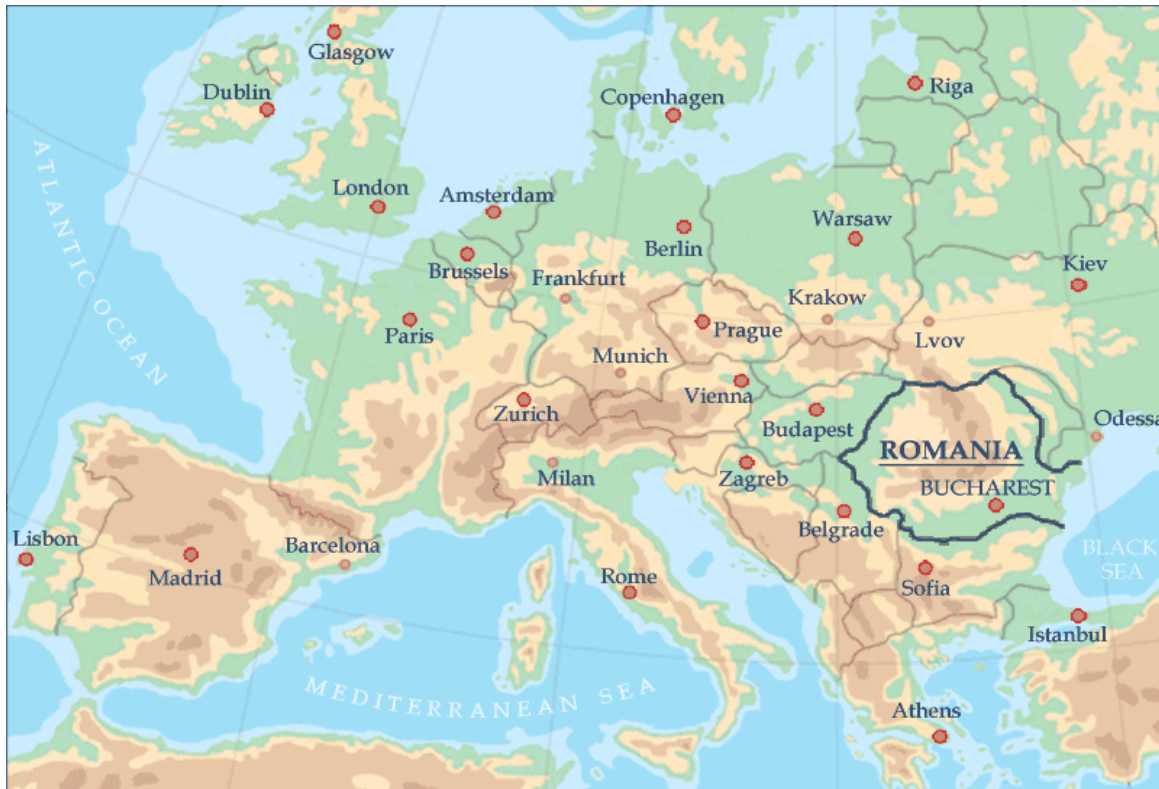 Glasgow
Dublin
Riga
Copenhagen
London
Amsterdam
Warsaw
Berlin
Brussels
Kiev
Frankfurt
Krakow
Paris
Prague
Lvov
Munich
Vienna
Zurich
Budapest
Odessa
ROMANIA
Milan
Zagreb
BUCHAREST
Belgrade
Lisbon
Barcelona
Madrid
Rome
Sofia
Istanbul
Athens
ATLANTIC OCEAN
MEDITERRANEAN SEA
BLACK
SEA